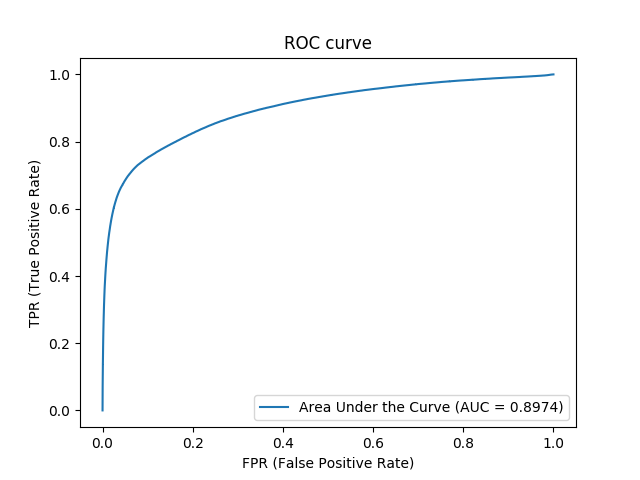 ROC curve
1.0
0.8
0.6
0.4
0.2
0.0
TPR (True Positive Rate)
Area Under the Curve (AUC = 0.8974)
0.0 0.2 0.4 0.6 0.8 1.0
FPR (False Positive Rate)